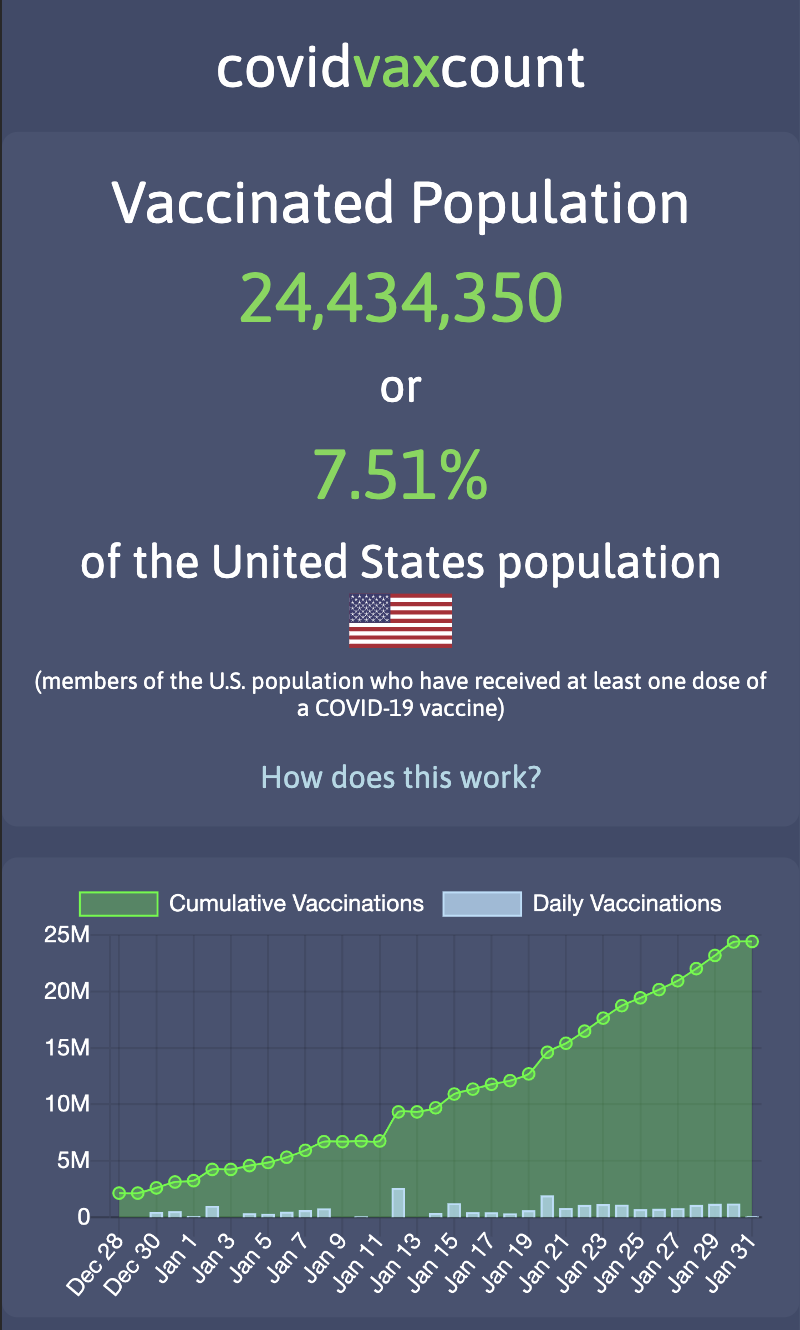 covidvaxcount
Vaccinated Population
24,434,350
or
7.51%
of the United States population
(members of the U.S. population who have received at least one dose of
a COVID-19 vaccine)
How does this work?
Cumulative Vaccinations Daily Vaccinations
25M
20M
15M
10M
5M
0
Dec 28 Dec 30 Jan 1 Jan 3 Jan 5 Jan 7 Jan 9 Jan 11 Jan 13 Jan 15 Jan 17 Jan 19 Jan 21 Jan 23 Jan 25 Jan 27 Jan 29 Jan 31